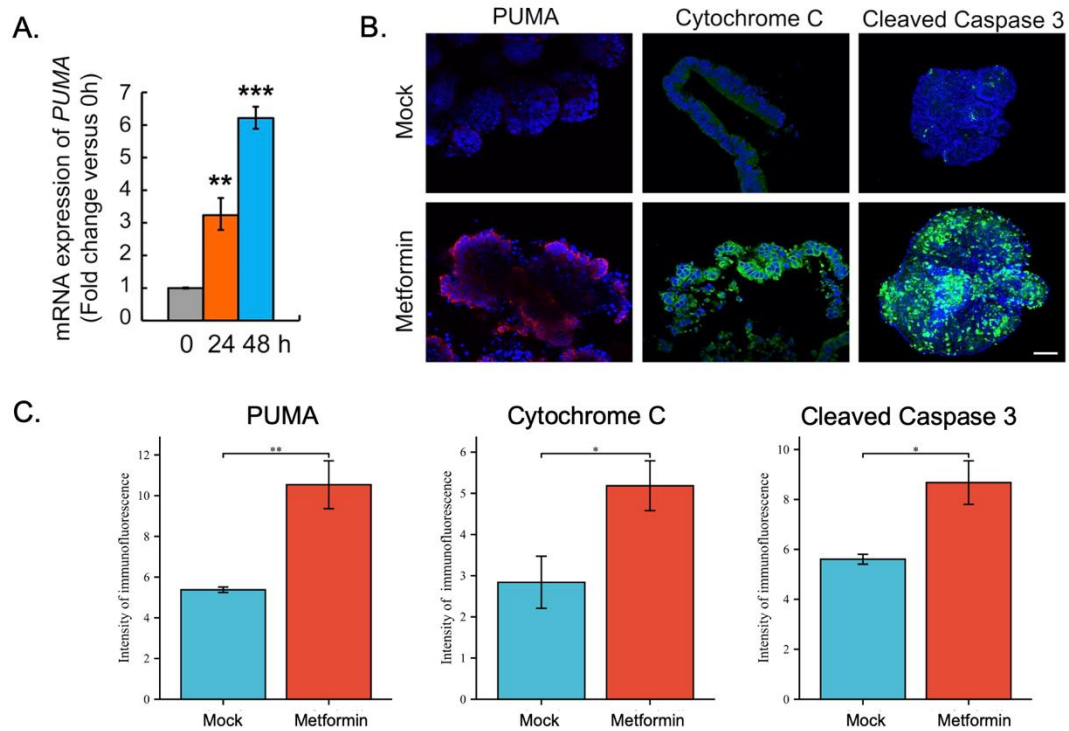 A.
mRNA expression of PUMA
(Fold change versus 0h)
7
6
5
4
3
2
1
0
**
***
0 24 48 h
B.
PUMA
Cytochrome C
Cleaved Caspase 3
Mock
Metformin
C.
PUMA
Intensity of immunofluorescence
12
10
8
6
4
2
0
**
Mock
Metformin
Cytochrome C
Intensity of immunofluorescence
6
5
4
3
2
1
0
*
Mock
Metformin
Cleaved Caspase 3
Intensity of immunofluorescence
10
8
6
4
2
0
*
Mock
Metformin